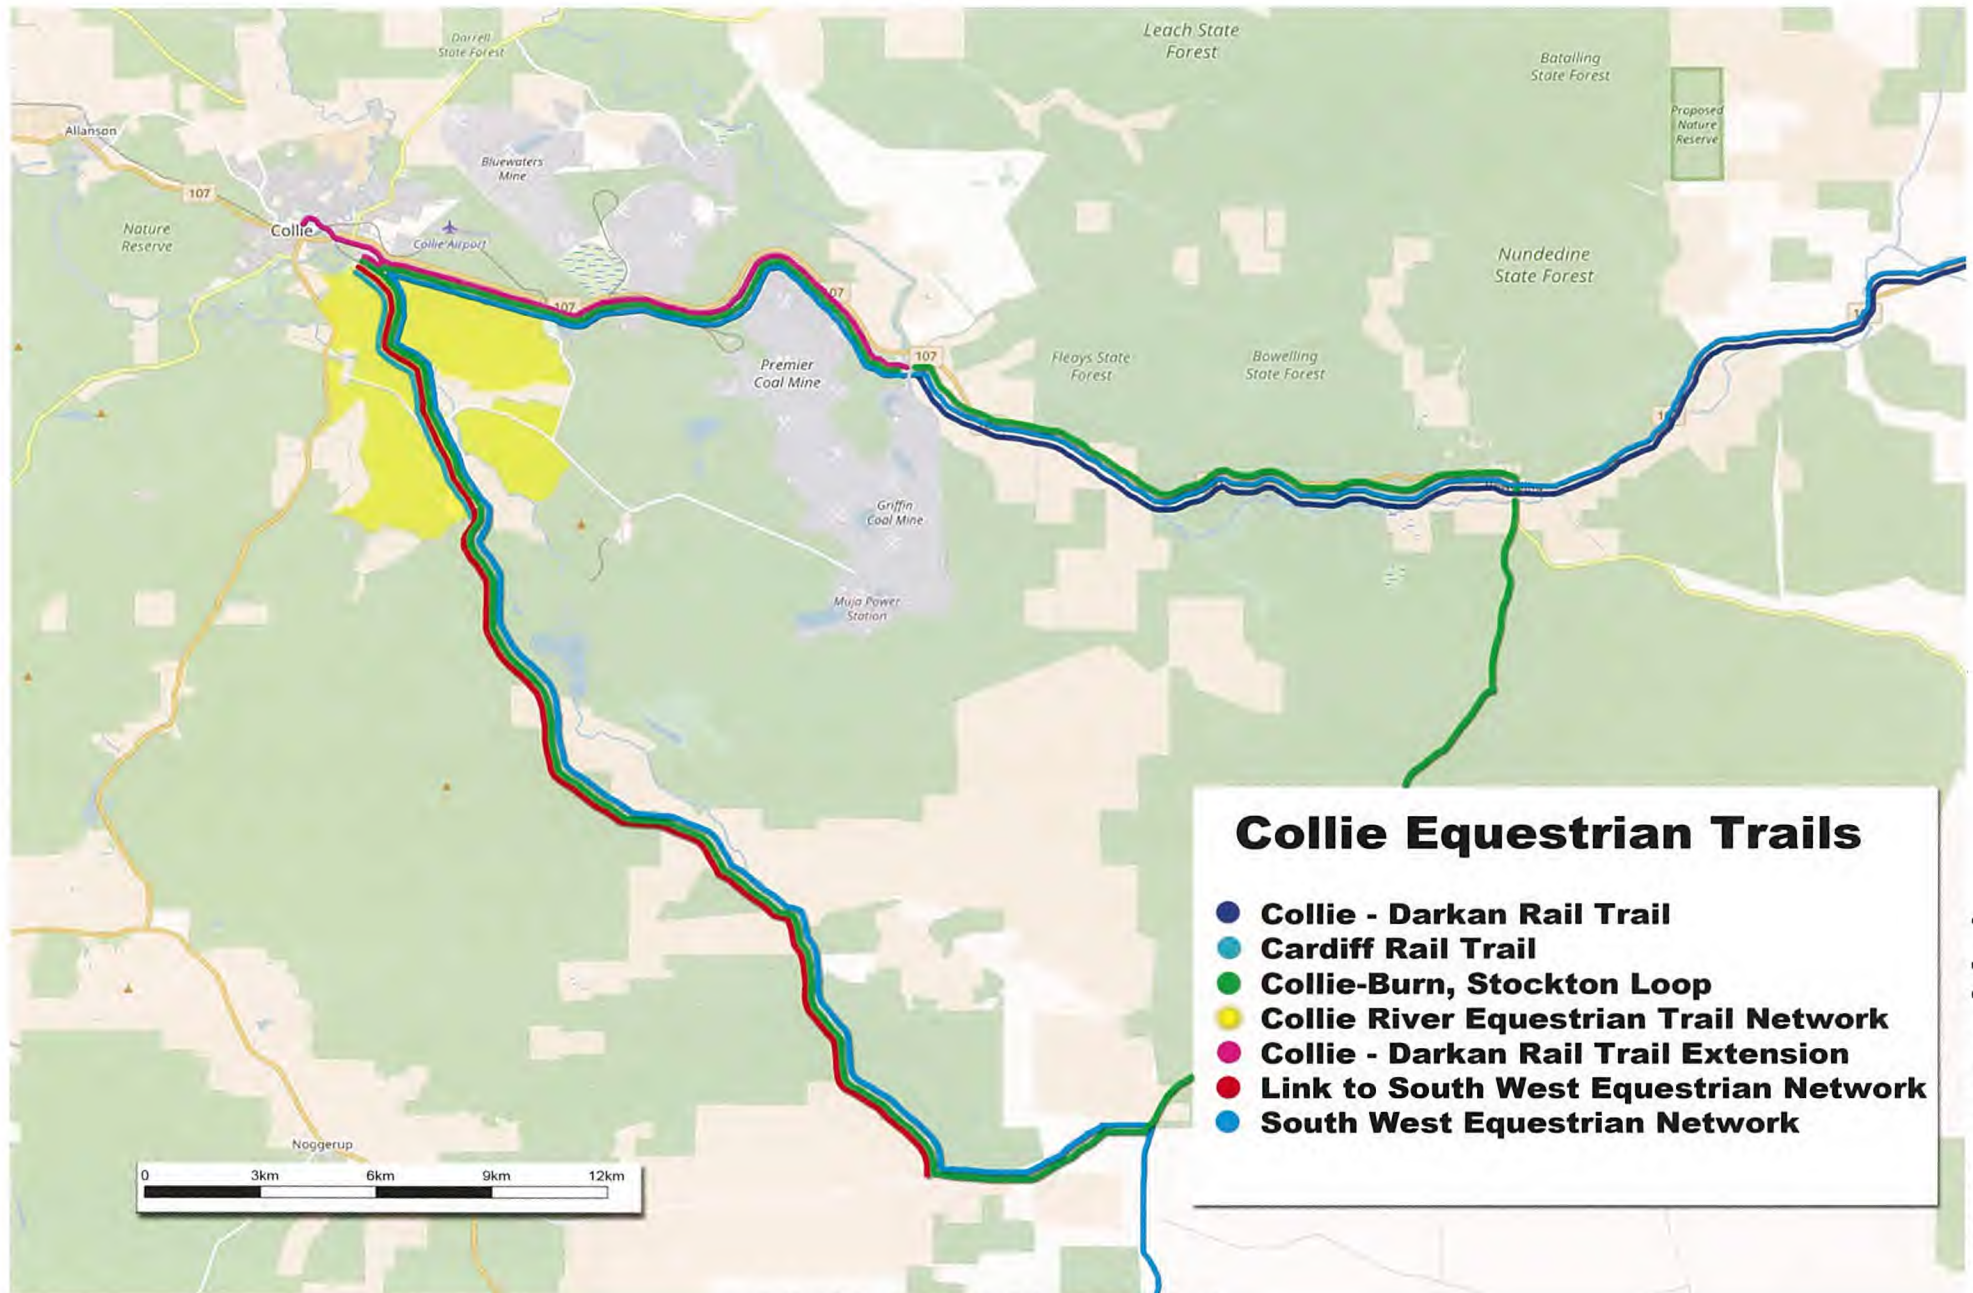 Leach State
Forest
Darrell
State Forest
Batalling
State Forest
Proposed
Nature
Reserve
Allanson
Bluewaters
Mine
107
Nature
Reserve
Collie
Collie Airport
Nundedine
State Forest
107
07
107
Premier
Coal Mine
Fleays State
Forest
Bowelling
State Forest
Griffin
Coal Mine
Muja Power
Station
Collie Equestrian Trails
Collie - Darkan Rail Trail
Cardiff Rail Trail
Collie-Burn, Stockton Loop
Collie River Equestrian Trail Network
Collie - Darkan Rail Trail Extension
Link to South West Equestrian Network
South West Equestrian Network
Noggerup
0 3km 6km 9km 12km